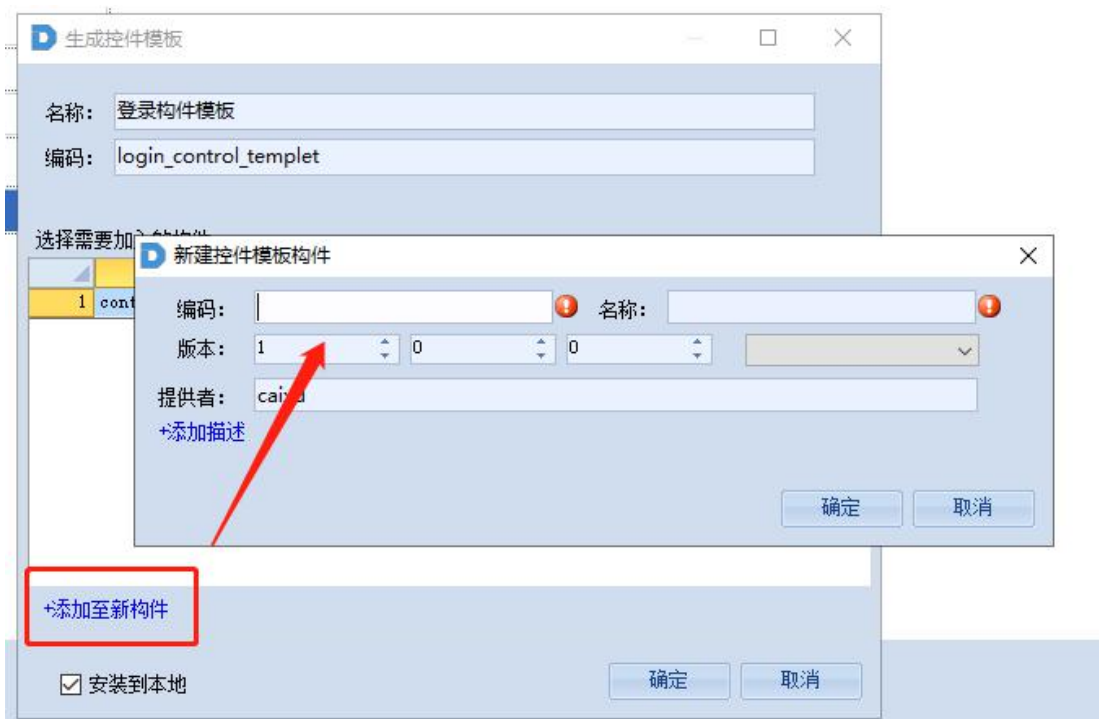 生成控件模板
名称： 登录构件模板
编码： login_control_templet
选择需要加
新建控件模板构件
1 cont
编码： 名称：
版本： 1 0 0
提供者：
+添加描述
确定 取消
+添加至新构件
安装到本地 确定 取消